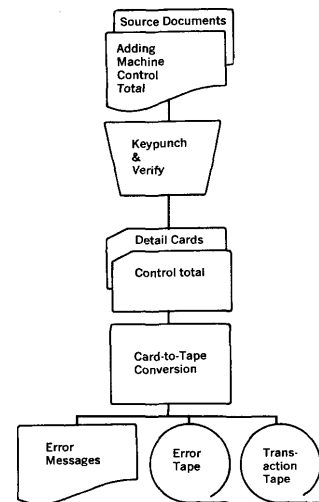 Source Documents
Adding
Machine
Control
Total
Keypunch
&
Verify
Detail Cards
Control total
Card-to-Tape
Conversion
Error
Messages
Error
Tape
Trans-
action
Tape